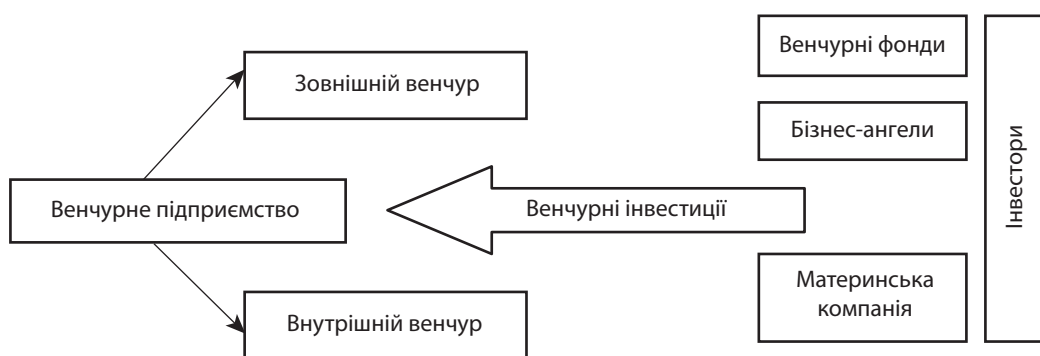 Венчурні фонди
Зовнішній венчур
Бізнес-ангели
Інвестори
Венчурне підприємство
Венчурні інвестиції
Материнська
компанія
Внутрішній венчур